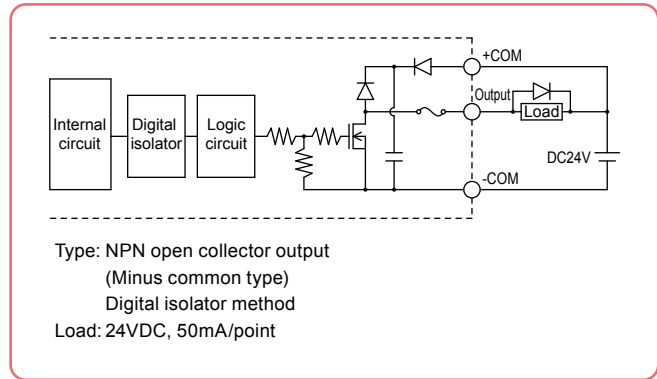 +COM
Output
Internal circuit
Digital isolator
Logic circuit
Load
DC24V
-COM
Type: NPN open collector output
(Minus common type)
Digital isolator method
Load: 24VDC, 50mA/point